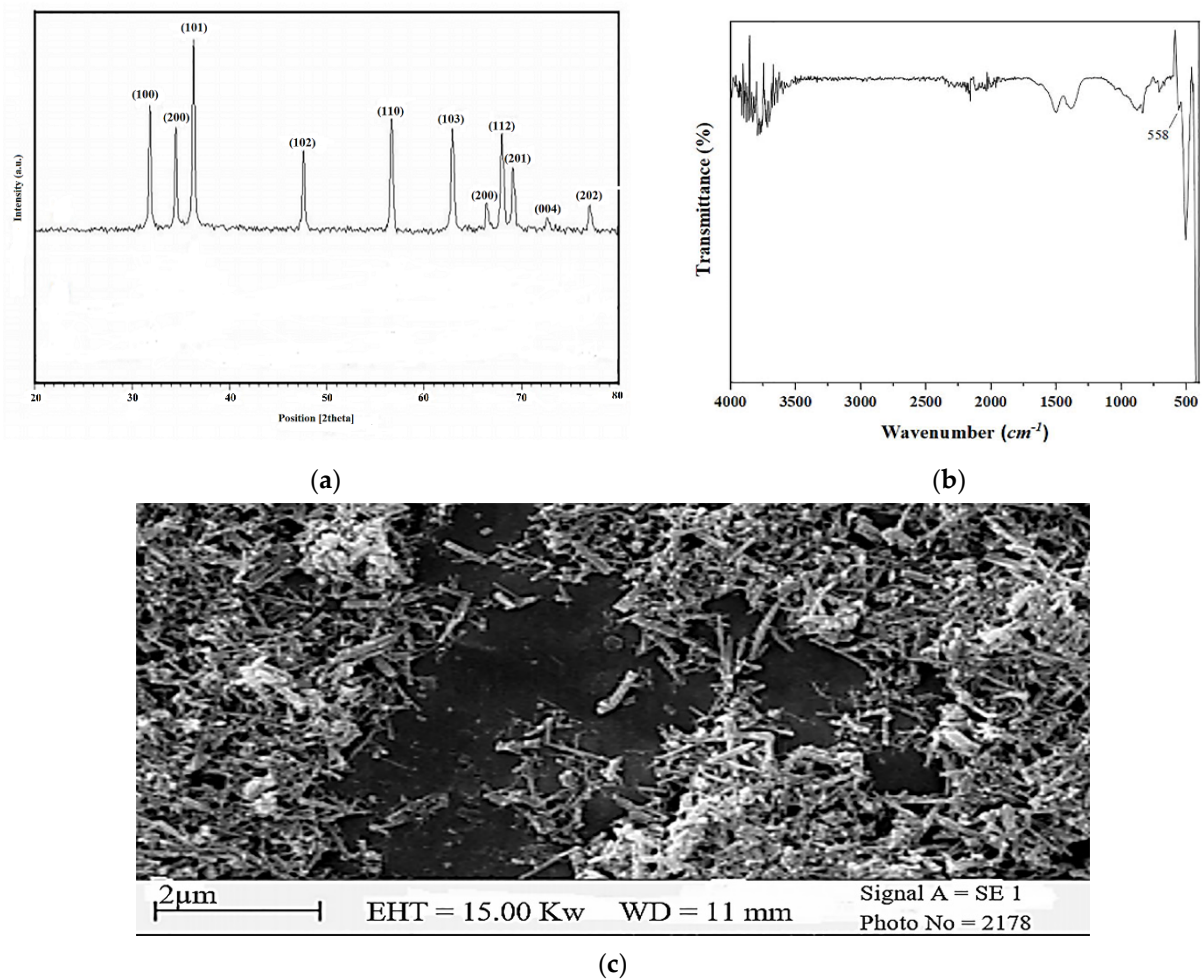 (101)
(100)
(200)
(110)
(103)
(112)
(102)
(201)
(200)
(004)
(202)
Intensity (a.u.)
20 30 40 50 60 70 80
Position [2theta]
(a)
Transmittance (%)
558
4000 3500 3000 2500 2000 1500 1000 500
Wavenumber (cm-1)
(b)
2μm
EHT = 15.00 Kw WD = 11 mm
Signal A = SE 1
Photo No = 2178
(c)